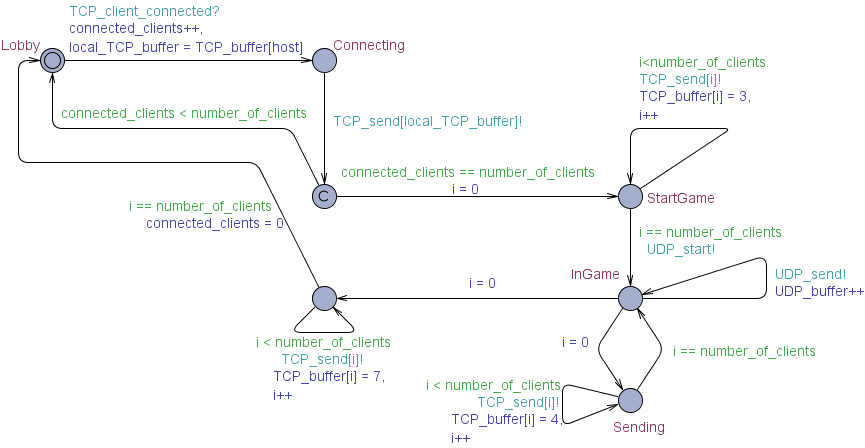 TCP_client_connected?
connected_clients++,
local_TCP_buffer = TCP_buffer[host]
Lobby
Connecting
i<number_of_clients
TCP_send[i]!
TCP_buffer[i] = 3,
i++
connected_clients < number_of_clients
TCP_send[local_TCP_buffer]!
connected_clients == number_of_clients
i = 0
C
StartGame
i == number_of_clients
connected_clients = 0
i == number_of_clients
UDP_start!
InGame
i = 0
UDP_send!
UDP_buffer++
i < number_of_clients
TCP_send[i]!
TCP_buffer[i] = 7,
i++
i = 0
i == number_of_clients
i < number_of_clients
TCP_send[i]!
TCP_buffer[i] = 4,
i++
Sending